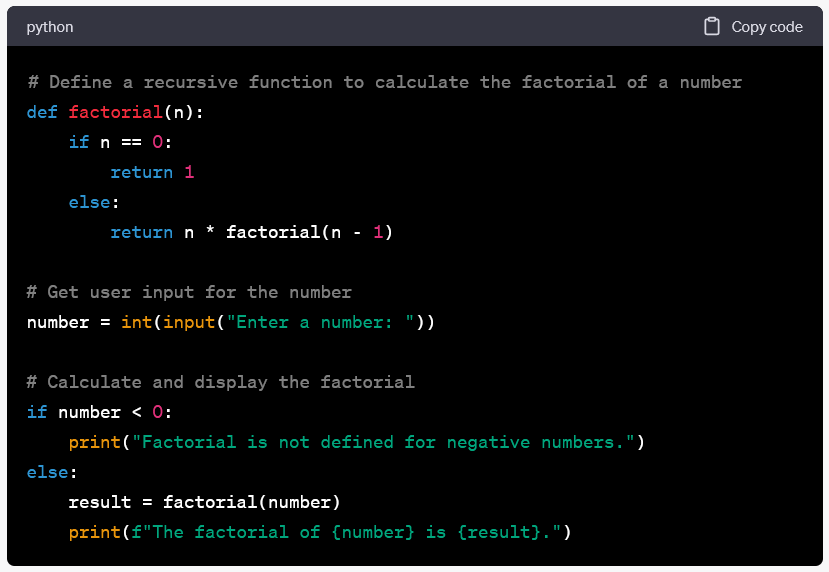 python
Copy code
# Define a recursive function to calculate the factorial of a number
def factorial(n):
    if n == 0:
        return 1
    else:
        return n * factorial(n - 1)
# Get user input for the number
number = int(input("Enter a number: "))
# Calculate and display the factorial
if number < 0:
    print("Factorial is not defined for negative numbers.")
else:
    result = factorial(number)
    print(f"The factorial of {number} is {result}.")